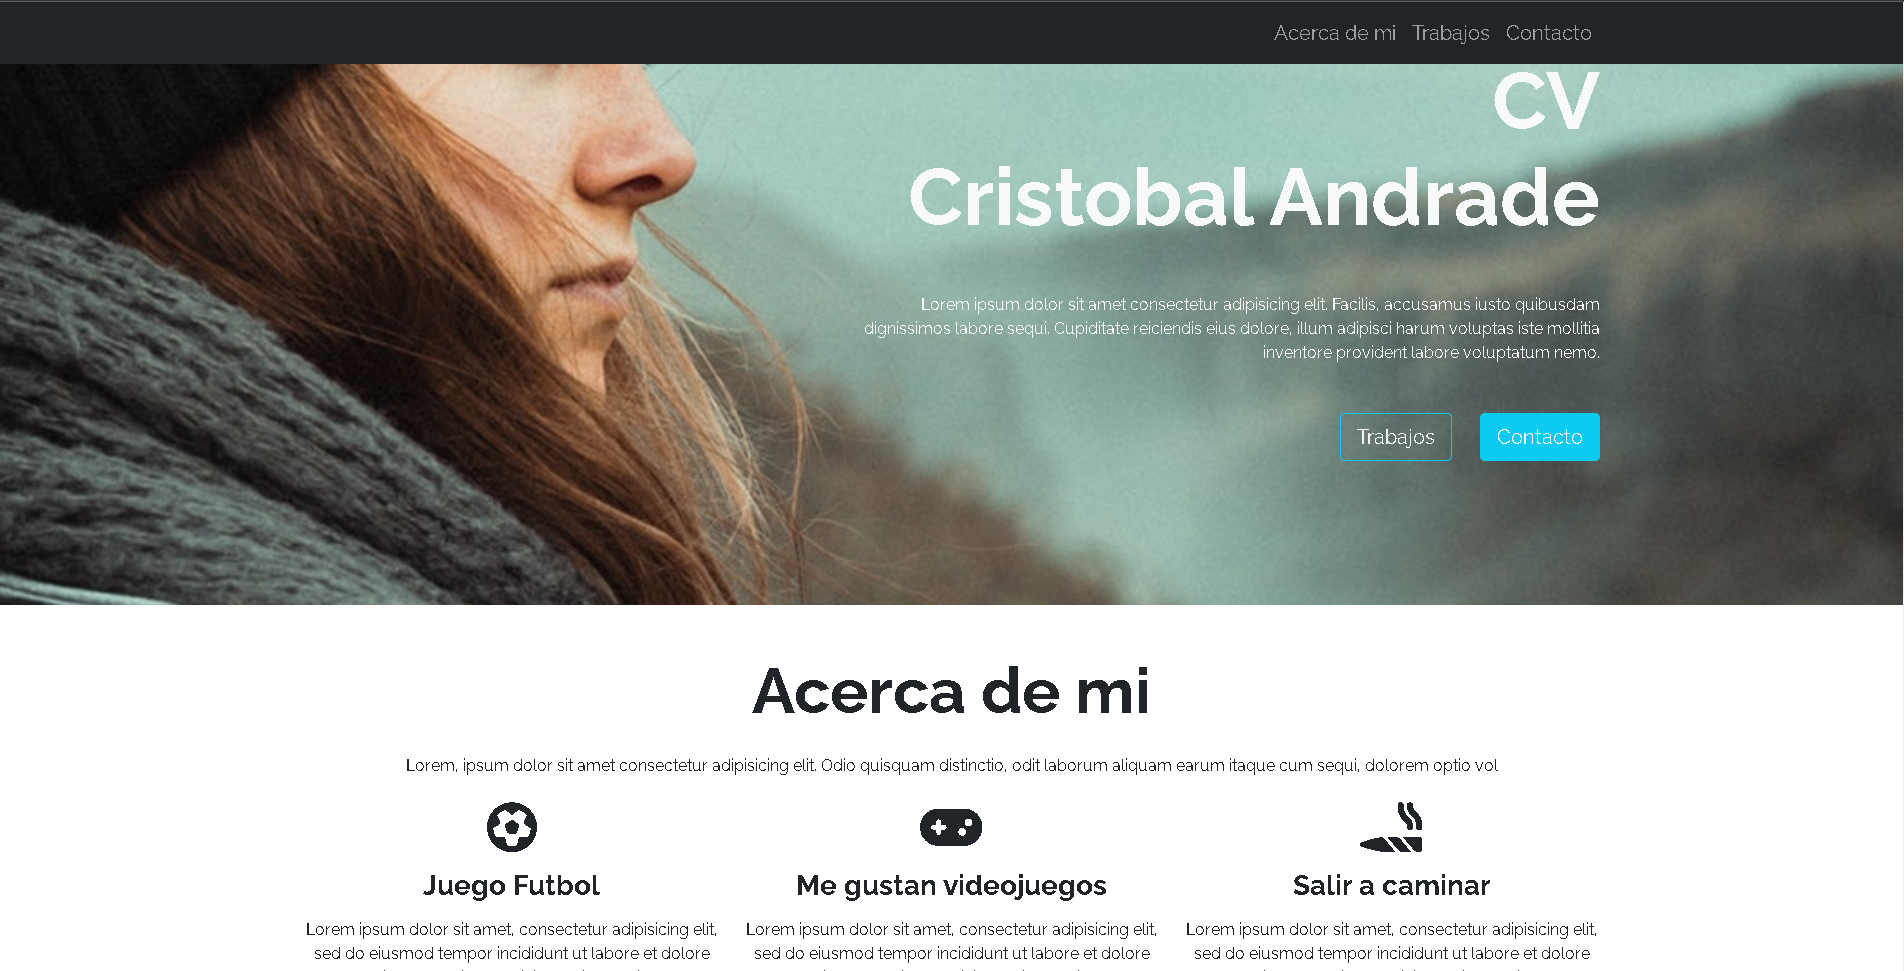 Acerca de mi Trabajos Contacto
CV
Cristobal Andrade
Lorem ipsum dolor sit amet consectetur adipisicing elit. Facilis, accusamus iusto quibusdam
dignissimos labore sequi. Cupiditate reiciendis eius dolore, illum adipisci harum voluptas iste mollitia
inventore provident labore voluptatum nemo.
Trabajos Contacto
Acerca de mi
Lorem, ipsum dolor sit amet consectetur adipisicing elit. Odio quisquam distinctio, odit laborum aliquam earum itaque cum sequi, dolorem optio vol
Juego Futbol
Lorem ipsum dolor sit amet, consectetur adipisicing elit,
sed do eiusmod tempor incididunt ut labore et dolore
Me gustan videojuegos
Lorem ipsum dolor sit amet, consectetur adipisicing elit,
sed do eiusmod tempor incididunt ut labore et dolore
Salir a caminar
Lorem ipsum dolor sit amet, consectetur adipisicing elit,
sed do eiusmod tempor incididunt ut labore et dolore